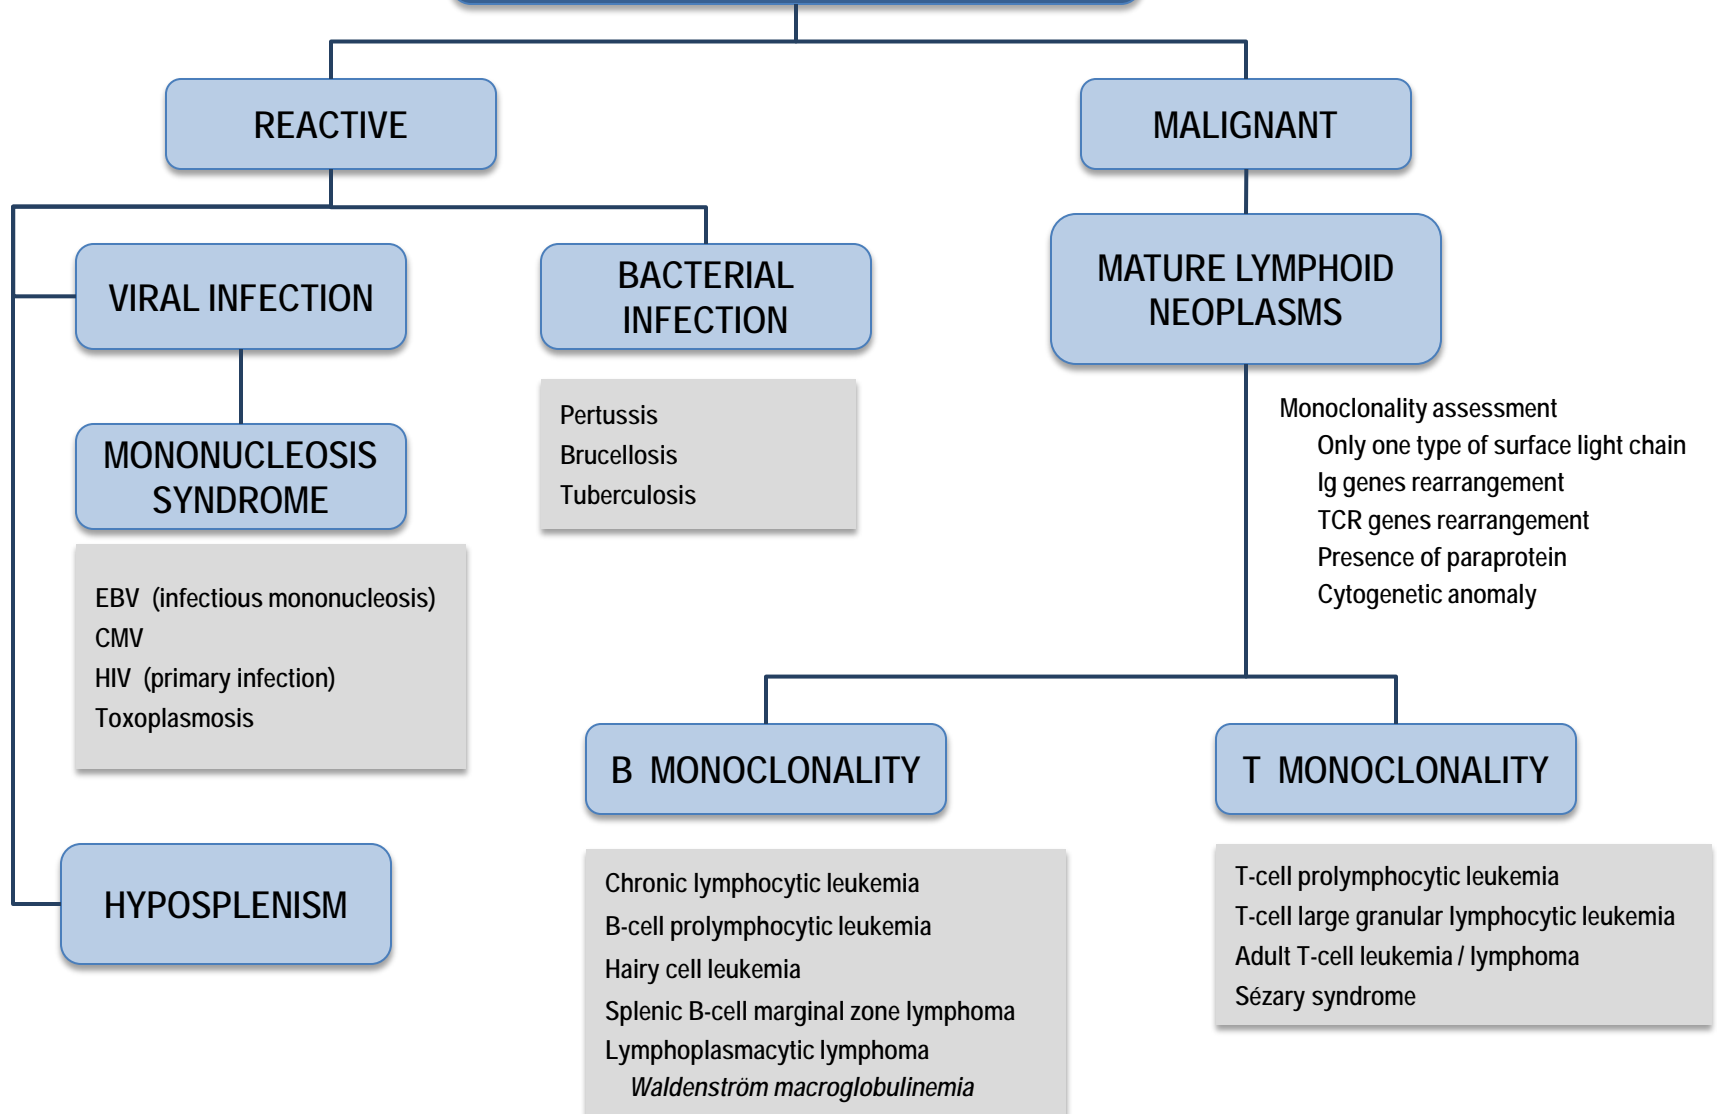 REACTIVE
MALIGNANT
VIRAL INFECTION
BACTERIAL
INFECTION
MATURE LYMPHOID
NEOPLASMS
MONONUCLEOSIS
SYNDROME
Pertussis
Brucellosis
Tuberculosis
Monoclonality assessment
Only one type of surface light chain
Ig genes rearrangement
TCR genes rearrangement
Presence of paraprotein
Cytogenetic anomaly
EBV (infectious mononucleosis)
CMV
HIV (primary infection)
Toxoplasmosis
HYPOSPLENISM
B MONOCLONALITY
T MONOCLONALITY
Chronic lymphocytic leukemia
B-cell prolymphocytic leukemia
Hairy cell leukemia
Splenic B-cell marginal zone lymphoma
Lymphoplasmacytic lymphoma
Waldenström macroglobulinemia
T-cell prolymphocytic leukemia
T-cell large granular lymphocytic leukemia
Adult T-cell leukemia / lymphoma
Sézary syndrome